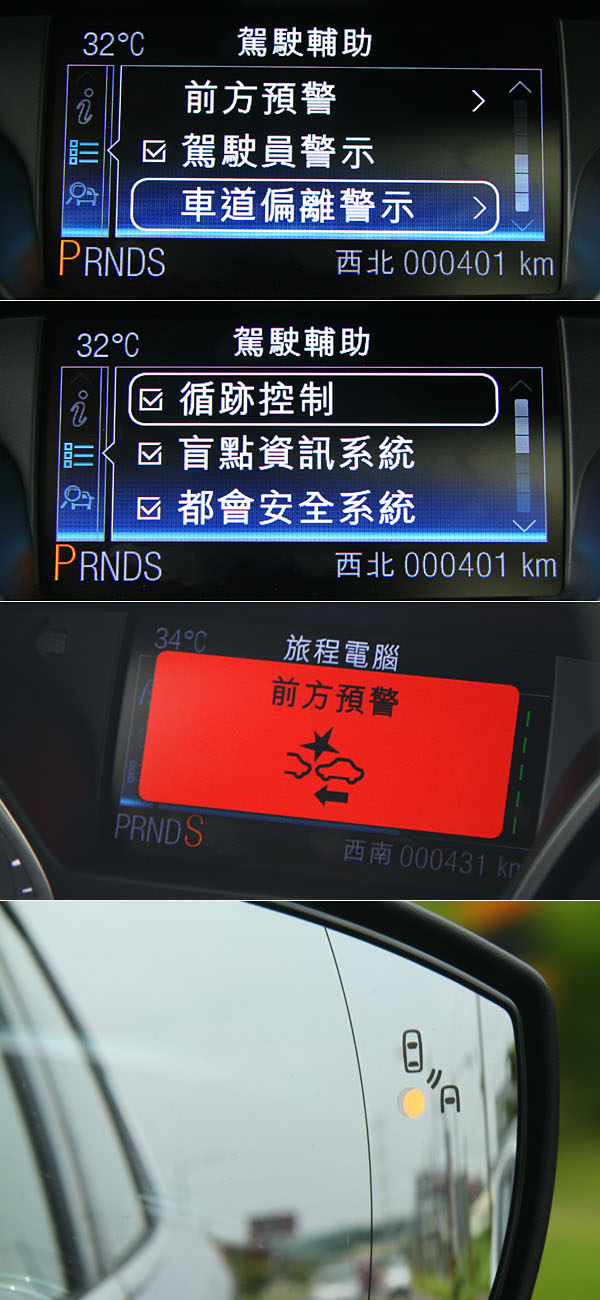 32°C 駕駛輔助
前方預警
駕駛員警示
車道偏離警示
PRNDS 西北 000401 km
32°C 駕駛輔助
循跡控制
盲點資訊系統
都會安全系統
PRNDS 西北 000401 km
34°C 旅程電腦
前方預警
PRNDS 西南 000431 km